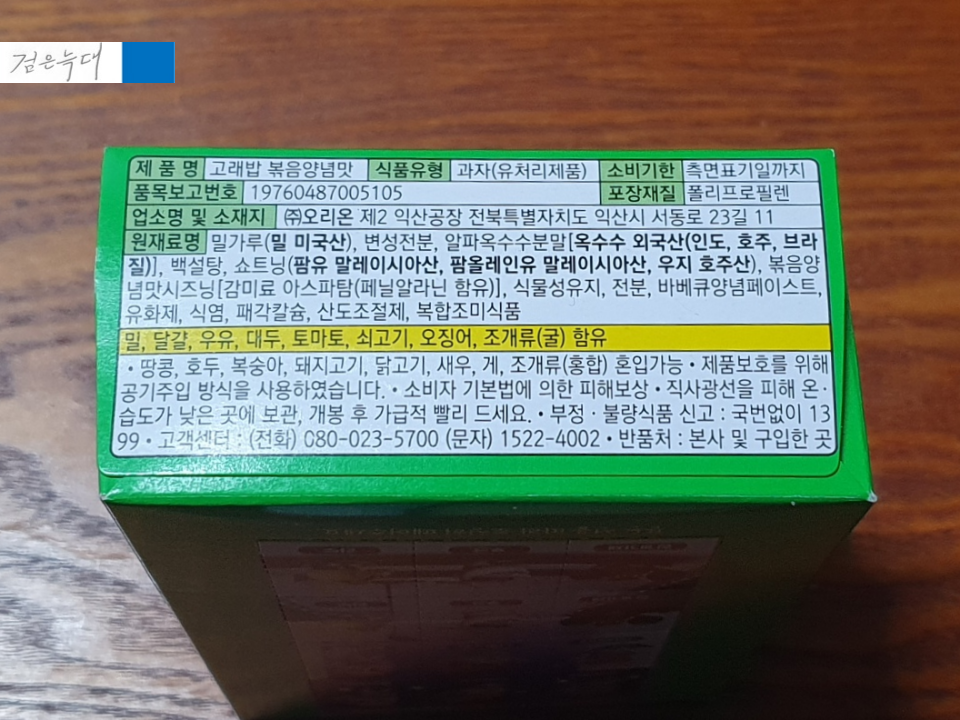 검은늑대
제 품 명 고래밥 볶음양념맛 식품유형 과자(유처리제품) 소비기한 측면표기일까지
품목보고번호 19760487005105 포장재질 폴리프로필렌
업소명 및 소재지 ㈜오리온 제2 익산공장 전북특별자치도 익산시 서동로 23길 11
원재료명 밀가루(밀 미국산), 변성전분, 알파옥수수분말[옥수수 외국산(인도, 호주, 브라
질)], 백설탕, 쇼트닝(팜유 말레이시아산, 팜올레인유 말레이시아산, 우지 호주산), 볶음양
념맛시즈닝[감미료 아스파탐(페닐알라닌 함유)], 식물성유지, 전분, 바베큐양념페이스트,
유화제, 식염, 패각칼슘, 산도조절제, 복합조미식품
밀, 달걀, 우유, 대두, 토마토, 쇠고기, 오징어, 조개류(굴) 함유
• 땅콩, 호두, 복숭아, 돼지고기, 닭고기, 새우, 게, 조개류(홍합) 혼입가능 • 제품보호를 위해
공기주입 방식을 사용하였습니다. • 소비자 기본법에 의한 피해보상 • 직사광선을 피해 온·
습도가 낮은 곳에 보관, 개봉 후 가급적 빨리 드세요. • 부정 · 불량식품 신고 : 국번없이 13
99 • 고객센터 : (전화) 080-023-5700 (문자) 1522-4002 • 반품처 : 본사 및 구입한 곳